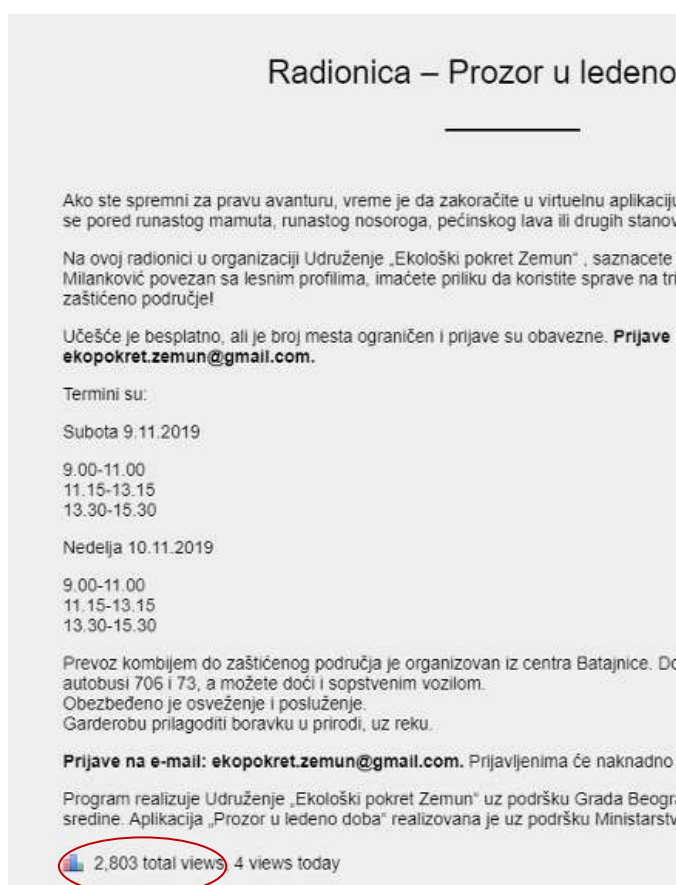 Radionica – Prozor u ledeno
Ako ste spremni za pravu avanturu, vreme je da zakoračite u virtuelnu aplikaciju
se pored runastog mamuta, runastog nosoroga, pećinskog lava ili drugih stanov
Na ovoj radionici u organizaciji Udruženje „Ekološki pokret Zemun“ , saznacete
Milanković povezan sa lesnim profilima, imaćete priliku da koristite sprave na tri
zaštićeno područje!
Učešće je besplatno, ali je broj mesta ograničen i prijave su obavezne. Prijave
ekopokret.zemun@gmail.com.
Termini su:
Subota 9.11.2019
9.00-11.00
11.15-13.15
13.30-15.30
Nedelja 10.11.2019
9.00-11.00
11.15-13.15
13.30-15.30
Prevoz kombijem do zaštićenog područja je organizovan iz centra Batajnice. Do
autobusi 706 i 73, a možete doći i sopstvenim vozilom.
Obezbeđeno je osveženje i posluženje.
Garderobu prilagoditi boravku u prirodi, uz reku.
Prijave na e-mail: ekopokret.zemun@gmail.com. Prijavljenima će naknadno
Program realizuje Udruženje „Ekološki pokret Zemun“ uz podršku Grada Beogra
sredine. Aplikacija „Prozor u ledeno doba“ realizovana je uz podršku Ministarstv
2,803 total views, 4 views today